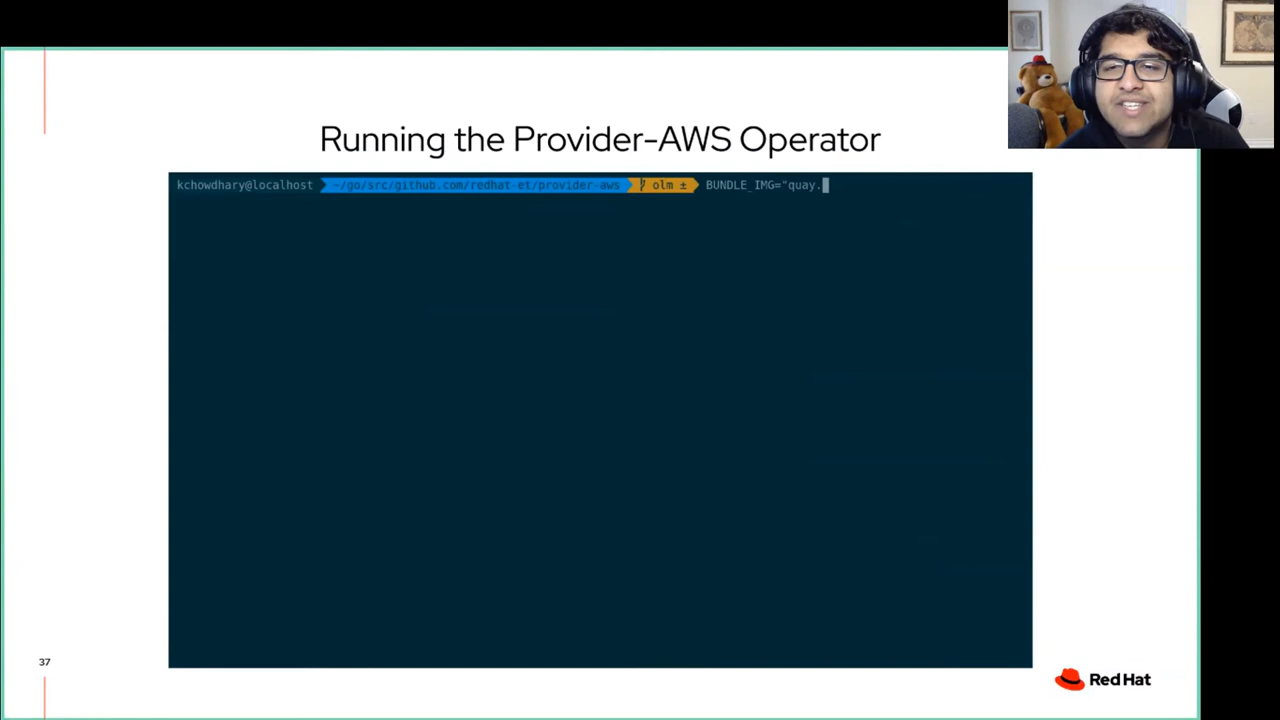 Running the Provider-AWS Operator
kchowdhary@localhost ~/go/src/github.com/redhat-et/provider-aws olm ± BUNDLE_IMG="quay.
37
Red Hat